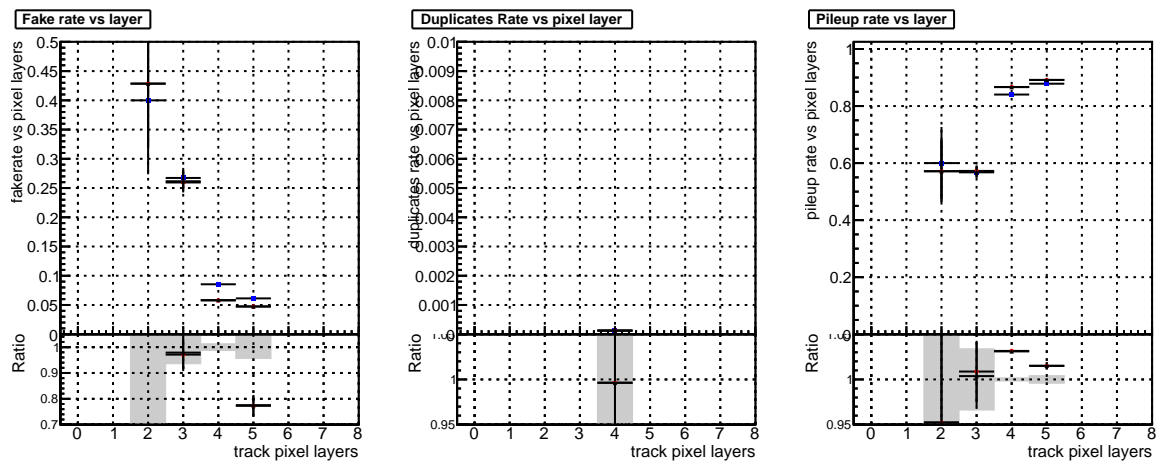 Fake rate vs layer
fakerate vs pixel layers
0.5
0.45
0.4
0.35
0.3
0.25
0.2
0.15
0.1
0.05
0
Ratio
1
0.9
0.8
0.7
0 1 2 3 4 5 6 7 8
track pixel layers
Duplicates Rate vs pixel layer
duplicates rate vs pixel layers
0.01
0.009
0.008
0.007
0.006
0.005
0.004
0.003
0.002
0.001
0
Ratio
1
0.95
0 1 2 3 4 5 6 7 8
track pixel layers
Pileup rate vs layer
pileup rate vs pixel layers
1
0.8
0.6
0.4
0.2
0
Ratio
1
0.95
0 1 2 3 4 5 6 7 8
track pixel layers